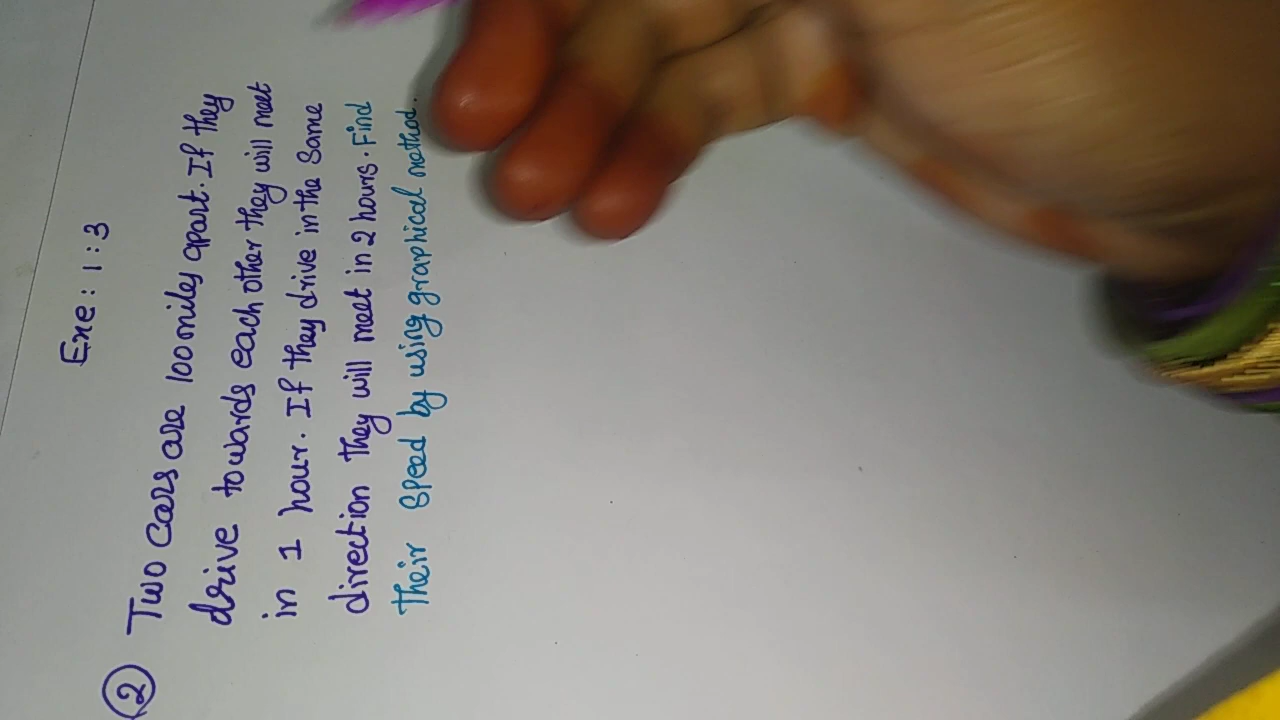 Exe : 1 : 3
② Two cars are 100 miles apart. If they
drive towards each other they will meet
in 1 hour. If they drive in the same
direction they will meet in 2 hours. Find
their speed by using graphical method.